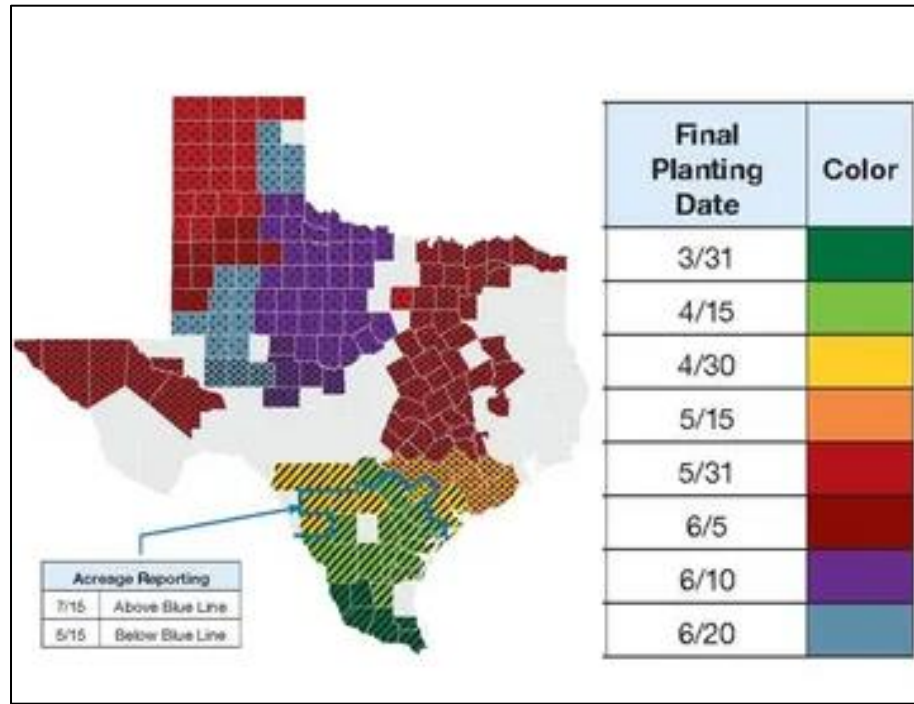 Final
Planting
Date
Color
3/31
4/15
4/30
5/15
5/31
6/5
6/10
6/20
Acreage Reporting
7/15 Above Blue Line
5/15 Below Blue Line